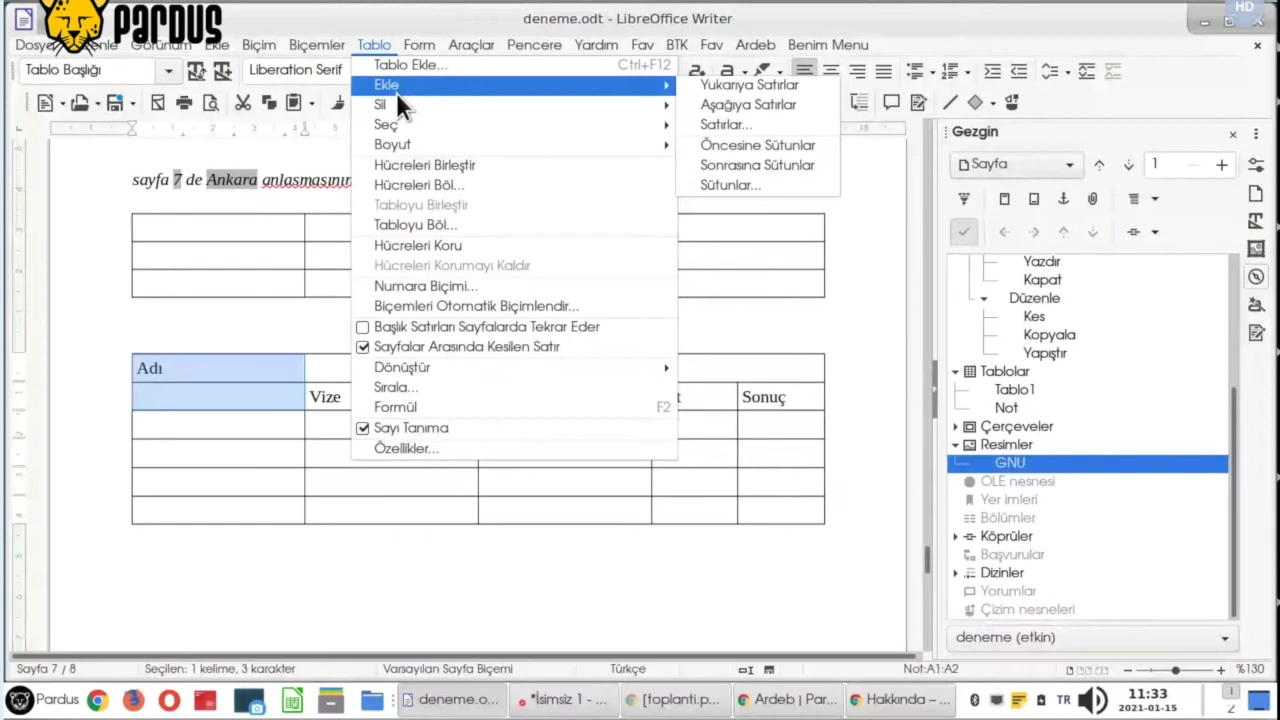 PARDUS
HD
deneme.odt - LibreOffice Writer
Görünüm Ekle Biçim Biçemler Tablo Form Araçlar Pencere Yardım Fav BTK Fav Ardeb Benim Menu
Tablo Başlığı
Liberation Serif
Tablo Ekle... Ctrl+F12
Ekle
Sil
Seç
Boyut
Hücreleri Birleştir
Hücreleri Böl...
Tabloyu Birleştir
Tabloyu Böl...
Hücreleri Koru
Hücreleri Korumayı Kaldır
Numara Biçimi...
Biçemleri Otomatik Biçimlendir...
Başlık Satırları Sayfalarda Tekrar Eder
Sayfalar Arasında Kesilen Satır
Dönüştür
Sırala...
Formül F2
Sayı Tanıma
Özellikler...
Yukarıya Satırlar
Aşağıya Satırlar
Satırlar...
Öncesine Sütunlar
Sonrasına Sütunlar
Sütunlar...
sayfa 7 de Ankara anlasmasının
Adı
Vize
Sonuç
Gezgin
Sayfa 1
Yazdır
Kapat
Düzenle
Kes
Kopyala
Yapıştır
Tablolar
Tablo1
Not
Çerçeveler
Resimler
GNU
OLE nesnesi
Yer imleri
Bölümler
Köprüler
Başvurular
Dizinler
Yorumlar
Çizim nesneleri
deneme (etkin)
Sayfa 7 / 8 Seçilen: 1 kelime, 3 karakter Varsayılan Sayfa Biçemi Türkçe Not:A1:A2 %130
Pardus deneme.o... *İsimsiz 1 - ... [toplanti.p... Ardeb | Par... Hakkında – ... TR 11:33
2021-01-15
1
2